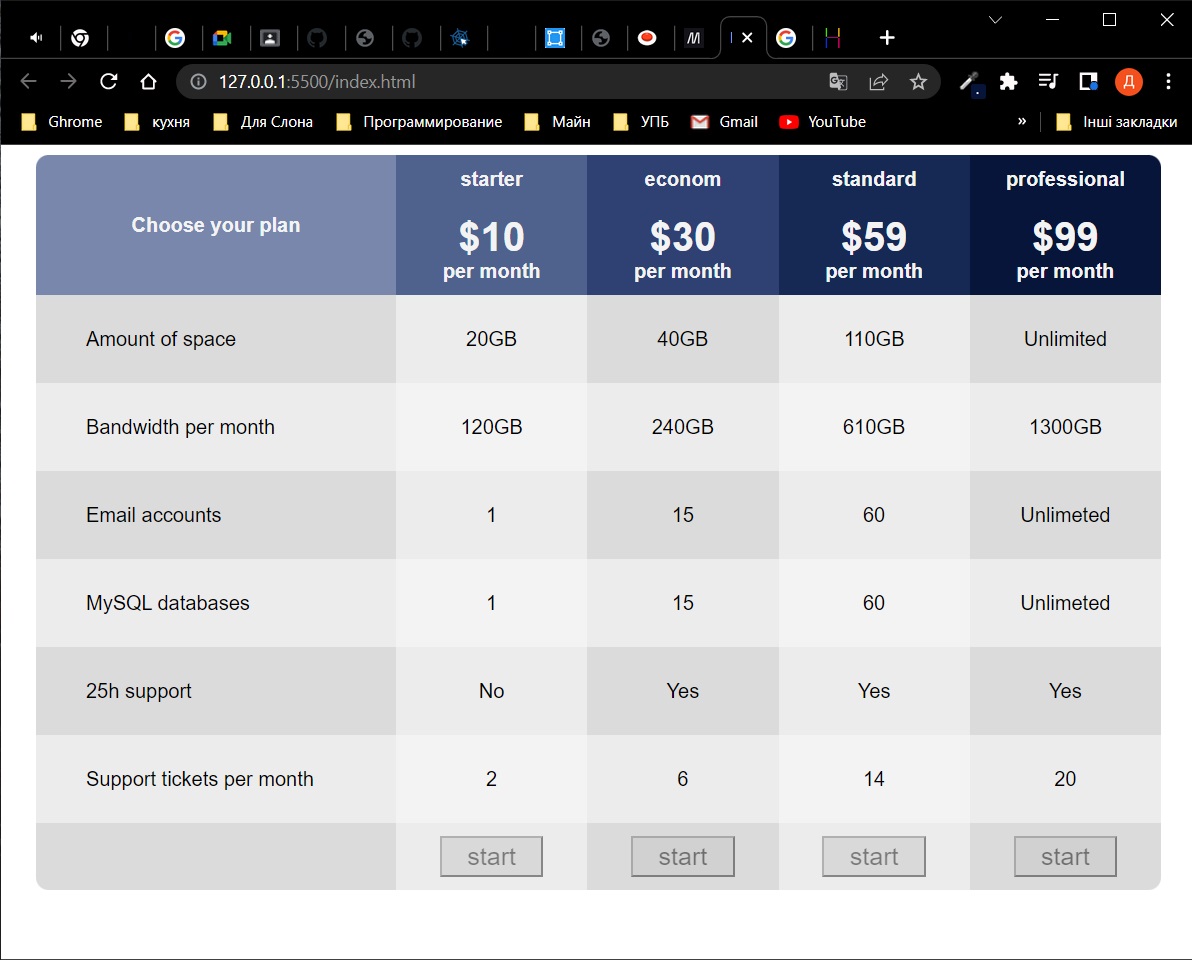 127.0.0.1:5500/index.html
Ghrome кухня Для Слона Программирование Майн УПБ Gmail YouTube » Інші закладки
starter econom standard professional
Choose your plan
$10 $30 $59 $99
per month per month per month per month
Amount of space 20GB 40GB 110GB Unlimited
Bandwidth per month 120GB 240GB 610GB 1300GB
Email accounts 1 15 60 Unlimeted
MySQL databases 1 15 60 Unlimeted
25h support No Yes Yes Yes
Support tickets per month 2 6 14 20
start start start start